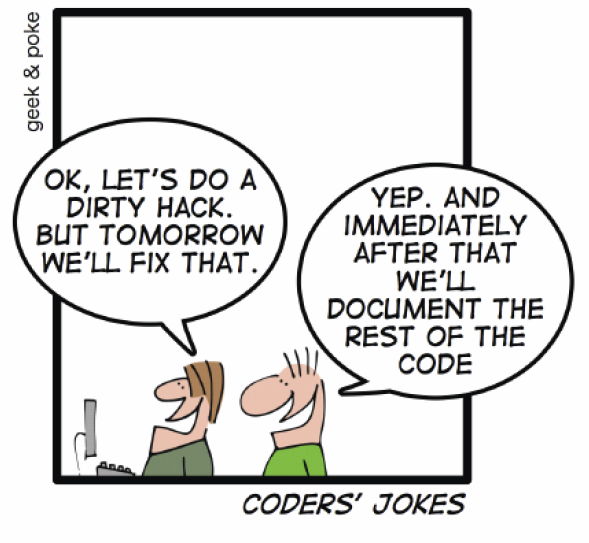 geek & poke
OK, LET'S DO A
DIRTY HACK.
BUT TOMORROW
WE'LL FIX THAT.
YEP. AND
IMMEDIATELY
AFTER THAT
WE'LL
DOCUMENT THE
REST OF THE
CODE
CODERS' JOKES